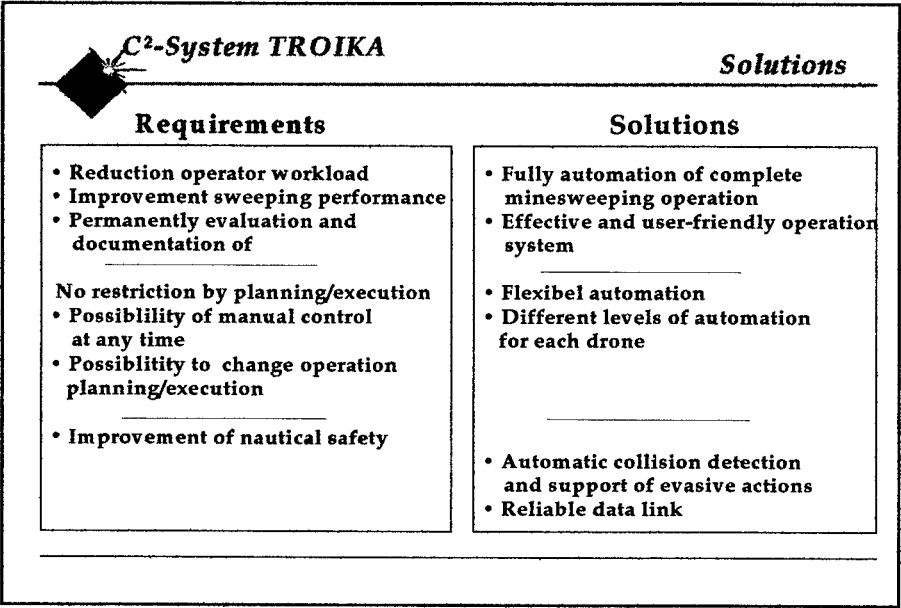 C²-System TROIKA
Solutions
Requirements
• Reduction operator workload
• Improvement sweeping performance
• Permanently evaluation and
documentation of
No restriction by planning/execution
• Possiblility of manual control
at any time
• Possiblitity to change operation
planning/execution
• Improvement of nautical safety
Solutions
• Fully automation of complete
minesweeping operation
• Effective and user-friendly operation
system
• Flexibel automation
• Different levels of automation
for each drone
• Automatic collision detection
and support of evasive actions
• Reliable data link